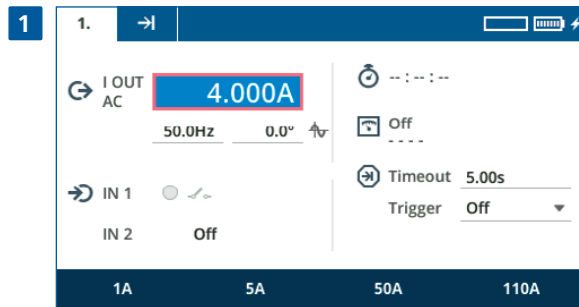 1
1.
I OUT
AC
4.000A
50.0Hz 0.0°
IN 1
IN 2 Off
--:--:--
Off
----
Timeout 5.00s
Trigger Off
1A 5A 50A 110A